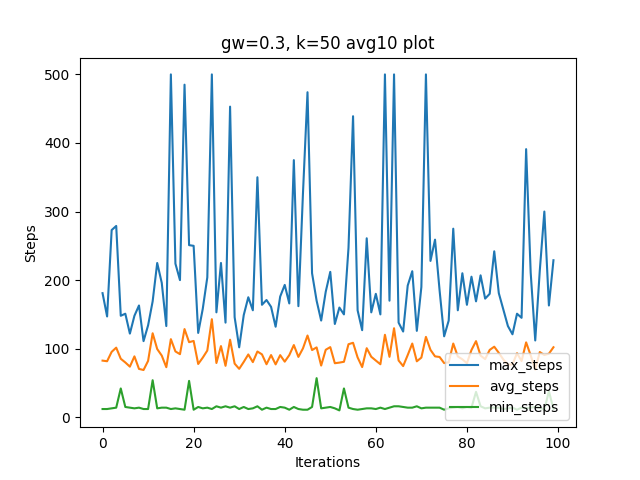 gw=0.3, k=50 avg10 plot
500
400
300
200
100
0
Steps
0 20 40 60 80 100
Iterations
max_steps
avg_steps
min_steps